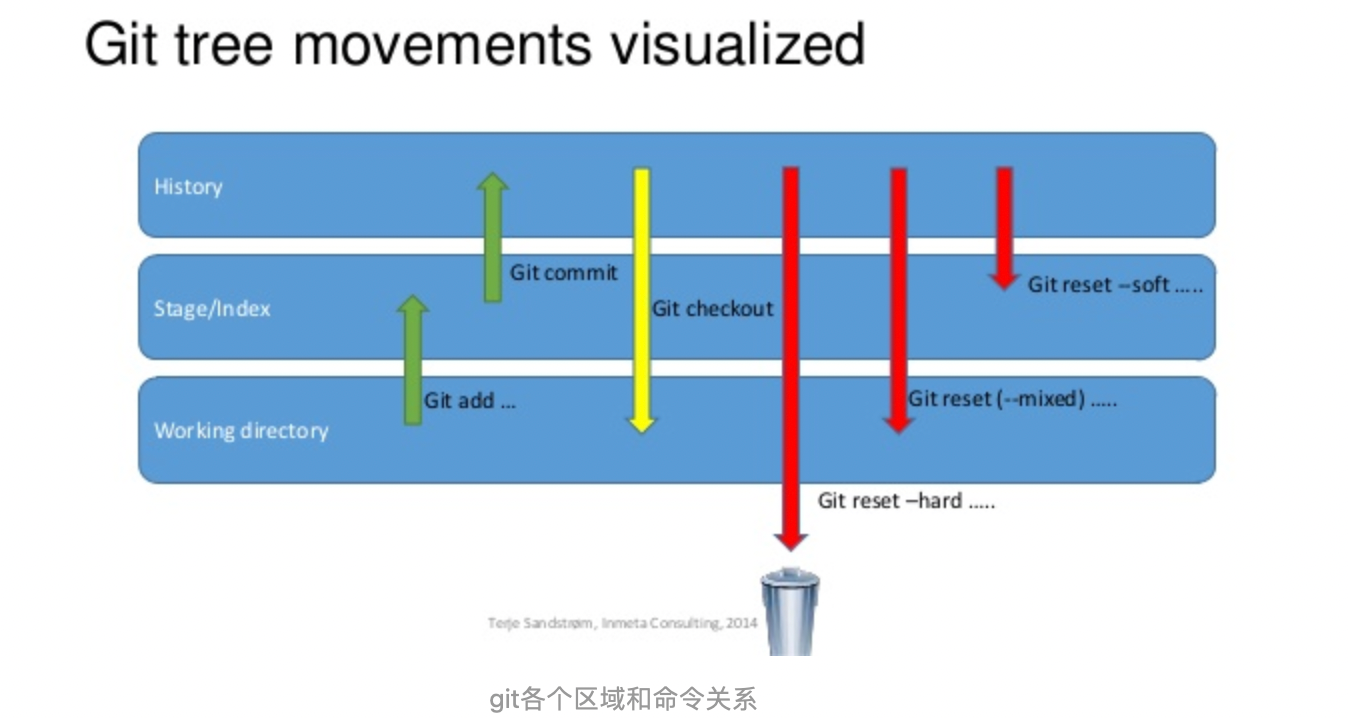 Git tree movements visualized
History
Git commit
Git reset –soft .....
Stage/Index
Git checkout
Git add ...
Git reset (--mixed) .....
Working directory
Git reset –hard .....
Terje Sandstrøm, Inmeta Consulting, 2014
git各个区域和命令关系